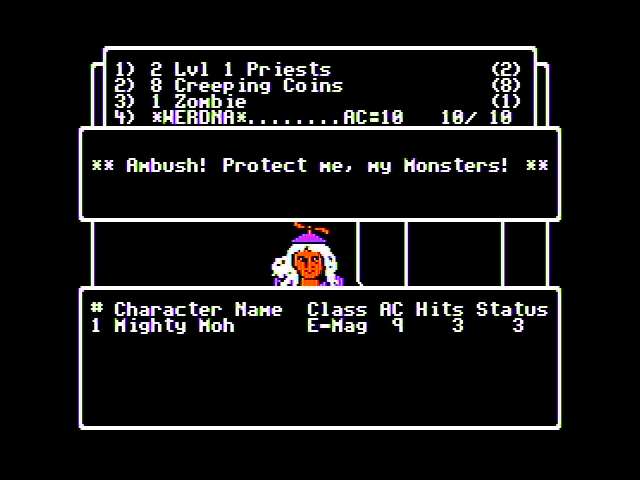 1) 2 Lvl 1 Priests (2)
2) 8 Creeping Coins (8)
3) 1 Zombie (1)
4) *WERDNA*........AC=10 10/ 10
** Ambush! Protect me, my Monsters! **
# Character Name Class AC Hits Status
1 Mighty Moh E-Mag 9 3 3